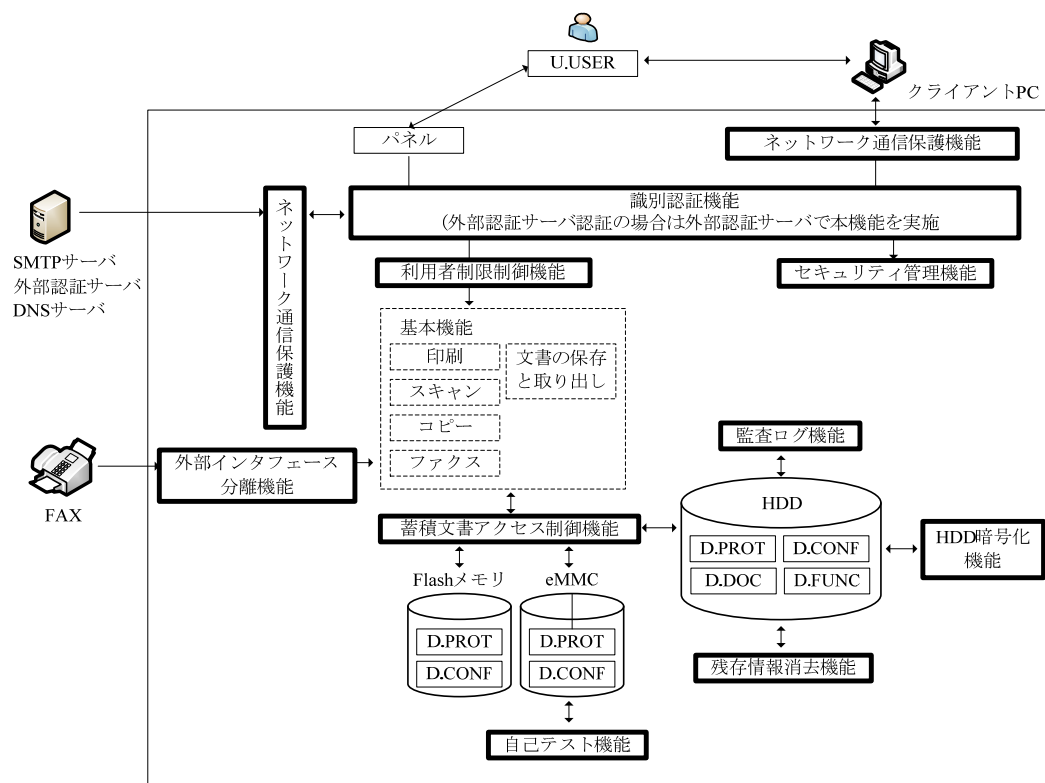 U.USER
クライアントPC
パネル
ネットワーク通信保護機能
識別認証機能
(外部認証サーバ認証の場合は外部認証サーバで本機能を実施
ネットワーク通信保護機能
SMTPサーバ
外部認証サーバ
DNSサーバ
利用者制限制御機能
セキュリティ管理機能
基本機能
印刷
スキャン
コピー
ファクス
文書の保存
と取り出し
監査ログ機能
外部インタフェース
分離機能
FAX
蓄積文書アクセス制御機能
HDD
D.PROT
D.CONF
D.DOC
D.FUNC
HDD暗号化
機能
Flashメモリ
D.PROT
D.CONF
eMMC
D.PROT
D.CONF
残存情報消去機能
自己テスト機能